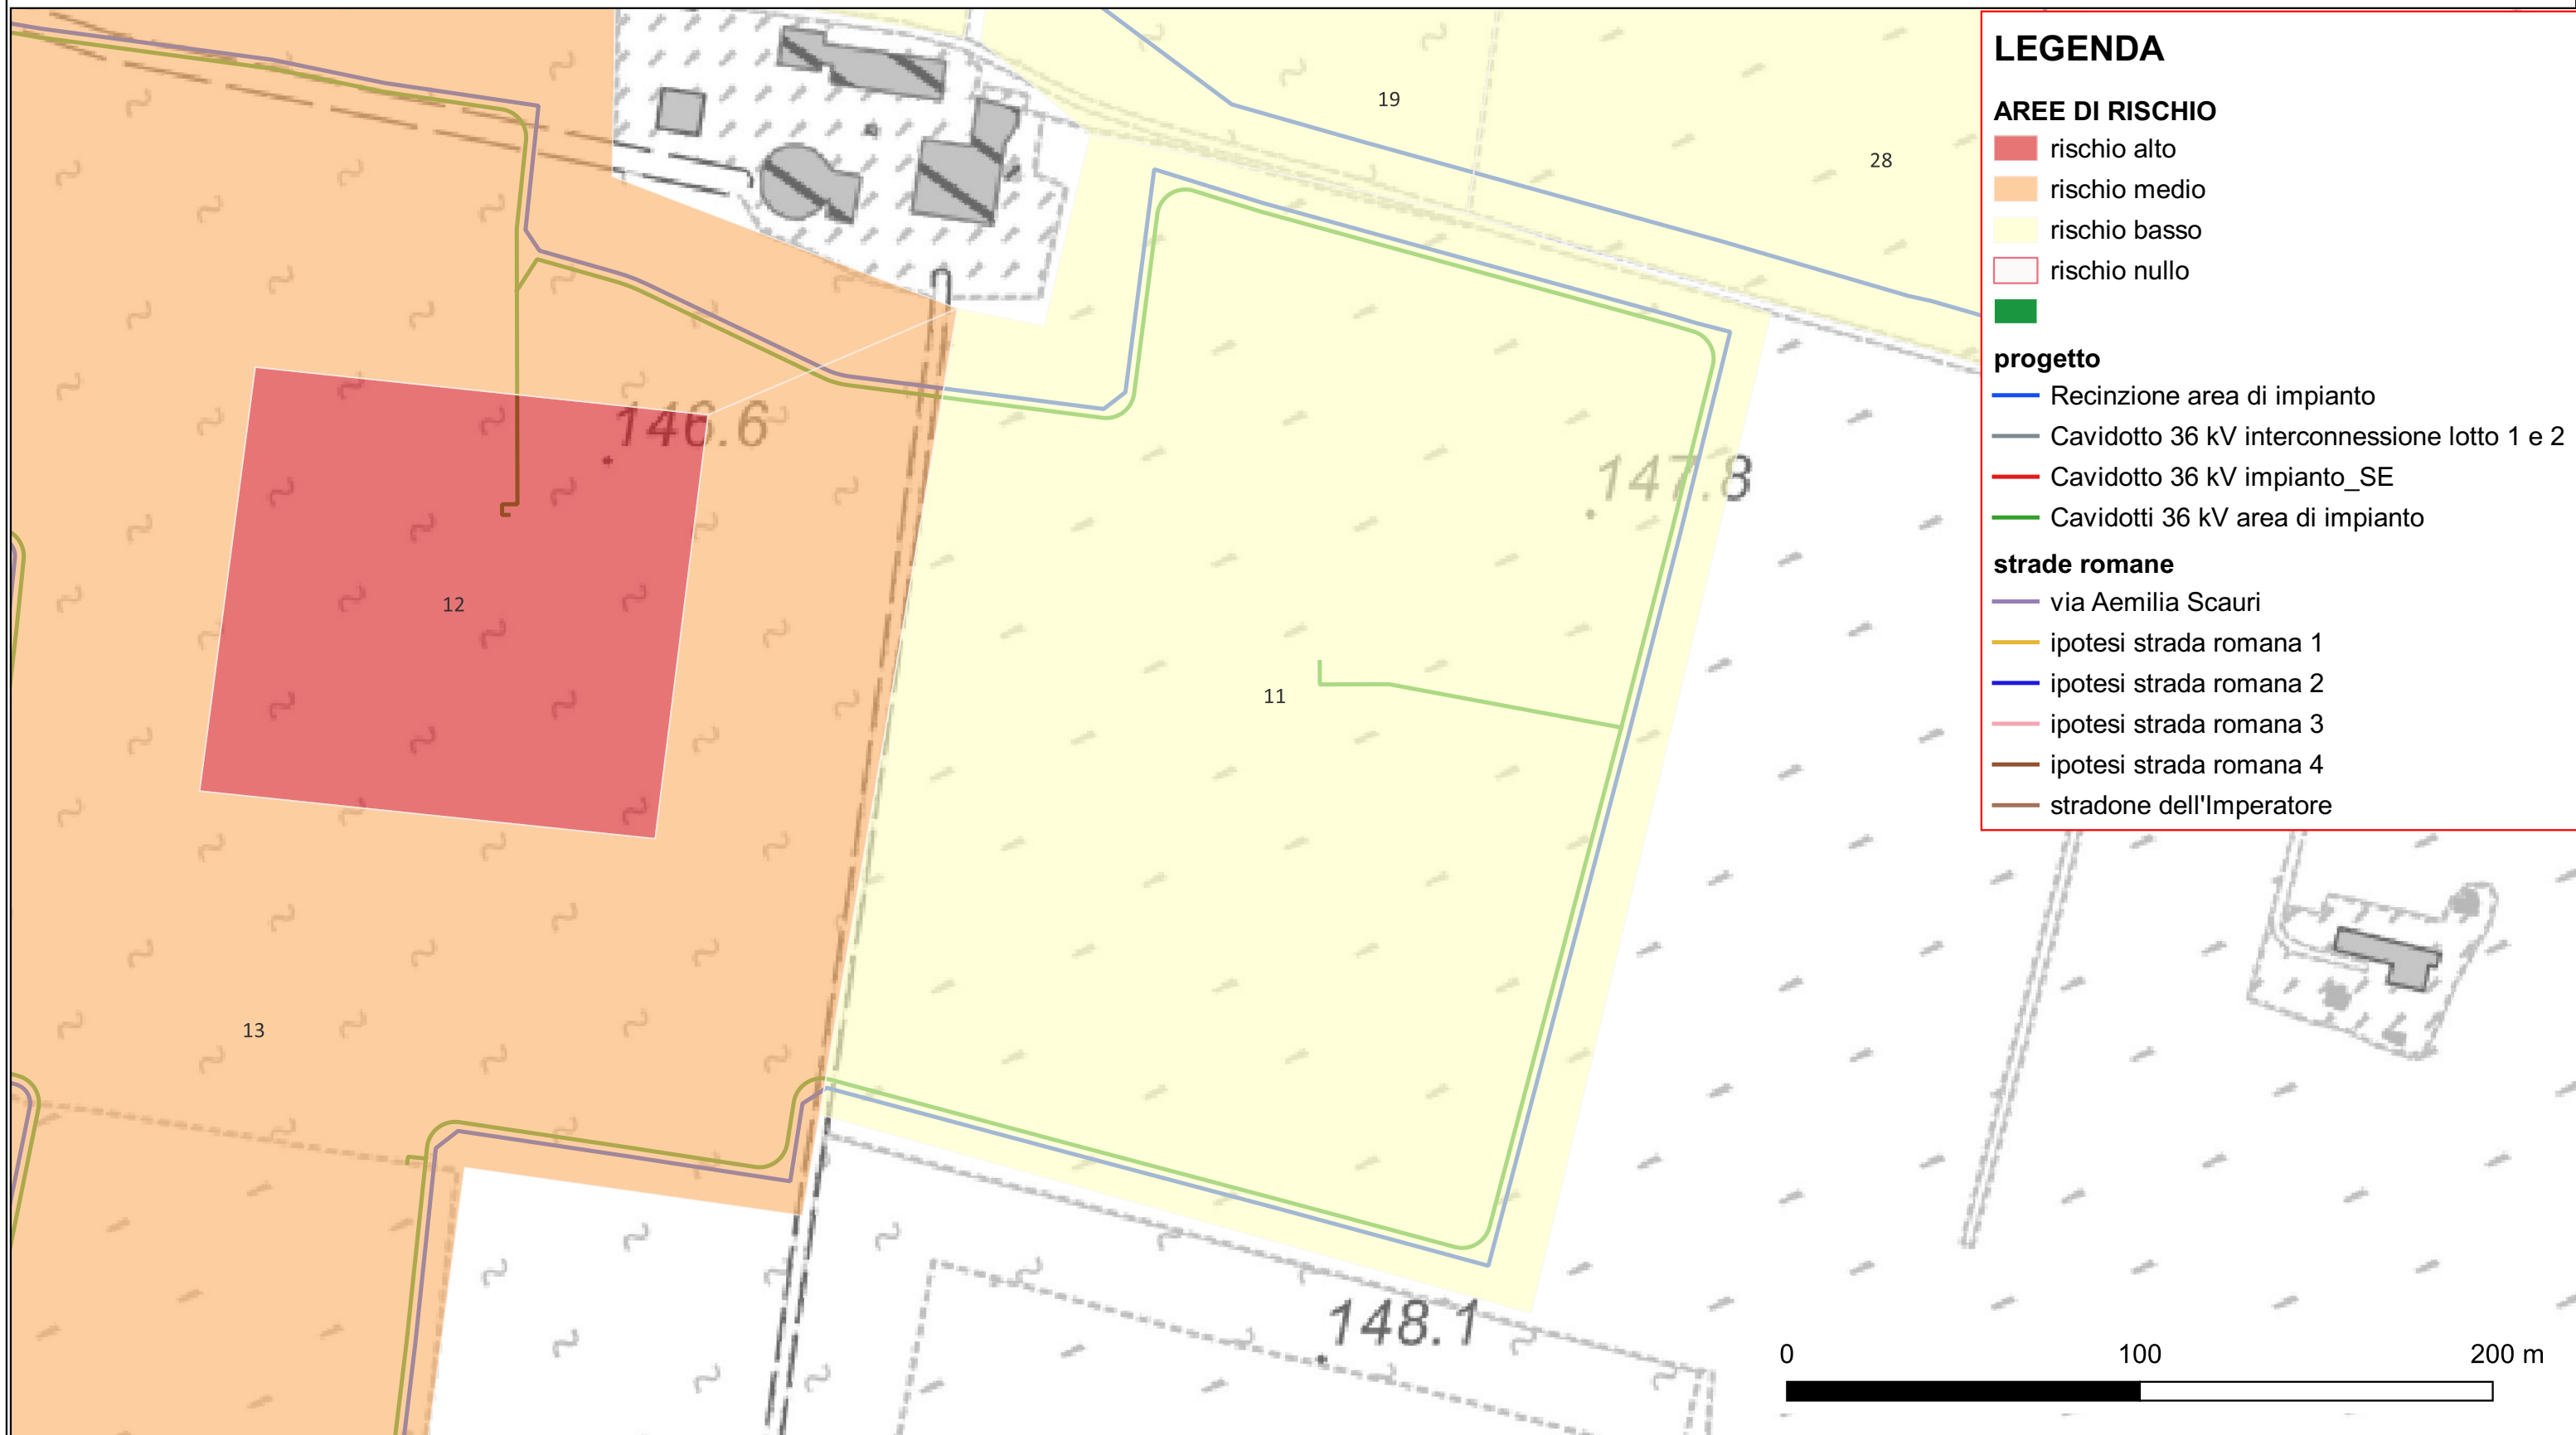 19
28
146.6
147.8
12
11
13
148.1
LEGENDA
AREE DI RISCHIO
rischio alto
rischio medio
rischio basso
rischio nullo
progetto
Recinzione area di impianto
Cavidotto 36 kV interconnessione lotto 1 e 2
Cavidotto 36 kV impianto_SE
Cavidotti 36 kV area di impianto
strade romane
via Aemilia Scauri
ipotesi strada romana 1
ipotesi strada romana 2
ipotesi strada romana 3
ipotesi strada romana 4
stradone dell'Imperatore
0 100 200 m